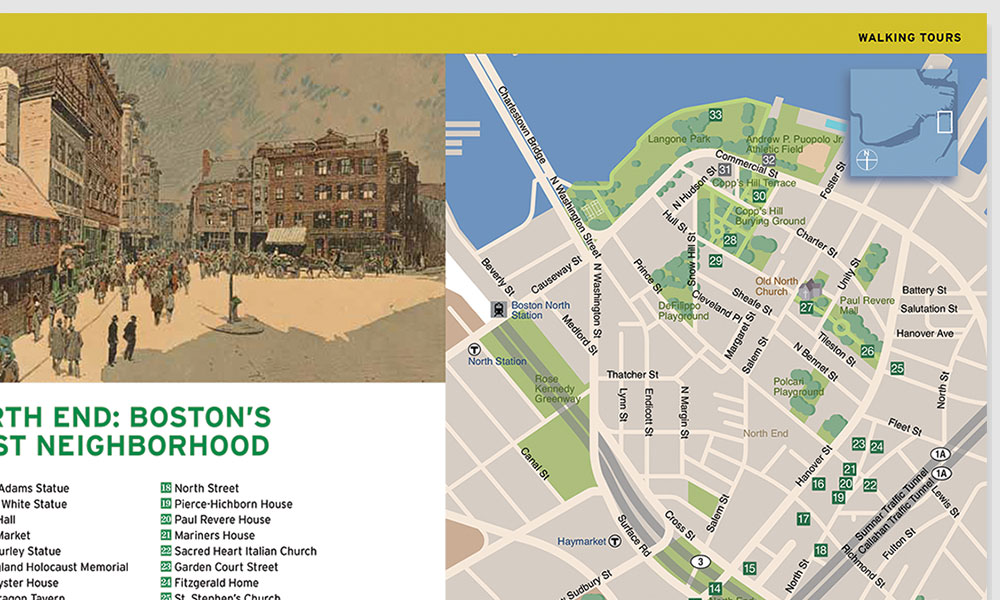 WALKING TOURS
RTH END: BOSTON'S
ST NEIGHBORHOOD
Adams Statue
White Statue
Hall
Market
urley Statue
gland Holocaust Memorial
yster House
ragon Tavern
18 North Street
19 Pierce-Hichborn House
20 Paul Revere House
21 Mariners House
22 Sacred Heart Italian Church
23 Garden Court Street
24 Fitzgerald Home
25 St. Stephen's Church
Charlestown Bridge
33
Langone Park
Andrew P. Puopolo Jr.
Athletic Field
N
Commercial St
32
31
Foster St
N Hudson St
Copp's Hill Terrace
30
N Washington Street
Hull St
Copp's Hill
Burying Ground
Charter St
28
Snow Hill St
29
Unity St
Beverly St
Causeway St
N Washington St
Prince St
Old North
Church
Battery St
Cleveland Pl
Sheafe St
27
Paul Revere
Mall
Salutation St
Boston North
Station
DeFilippo
Playground
Medford St
Margaret St
Salem St
Tileston St
Hanover Ave
T
North Station
N Bennet St
26
25
Thatcher St
Rose
Kennedy
Greenway
Polcari
Playground
North St
Lynn St
Endicott St
N Margin St
North End
Fleet St
23
24
1A
Canal St
Hanover St
21
1A
16
20
22
19
Salem St
Sumner Traffic Tunnel
Callahan Traffic Tunnel
Lewis St
17
Surface Rd
Cross St
Haymarket
T
18
Fulton St
3
Richmond St
15
North St
Sudbury St
14
North End